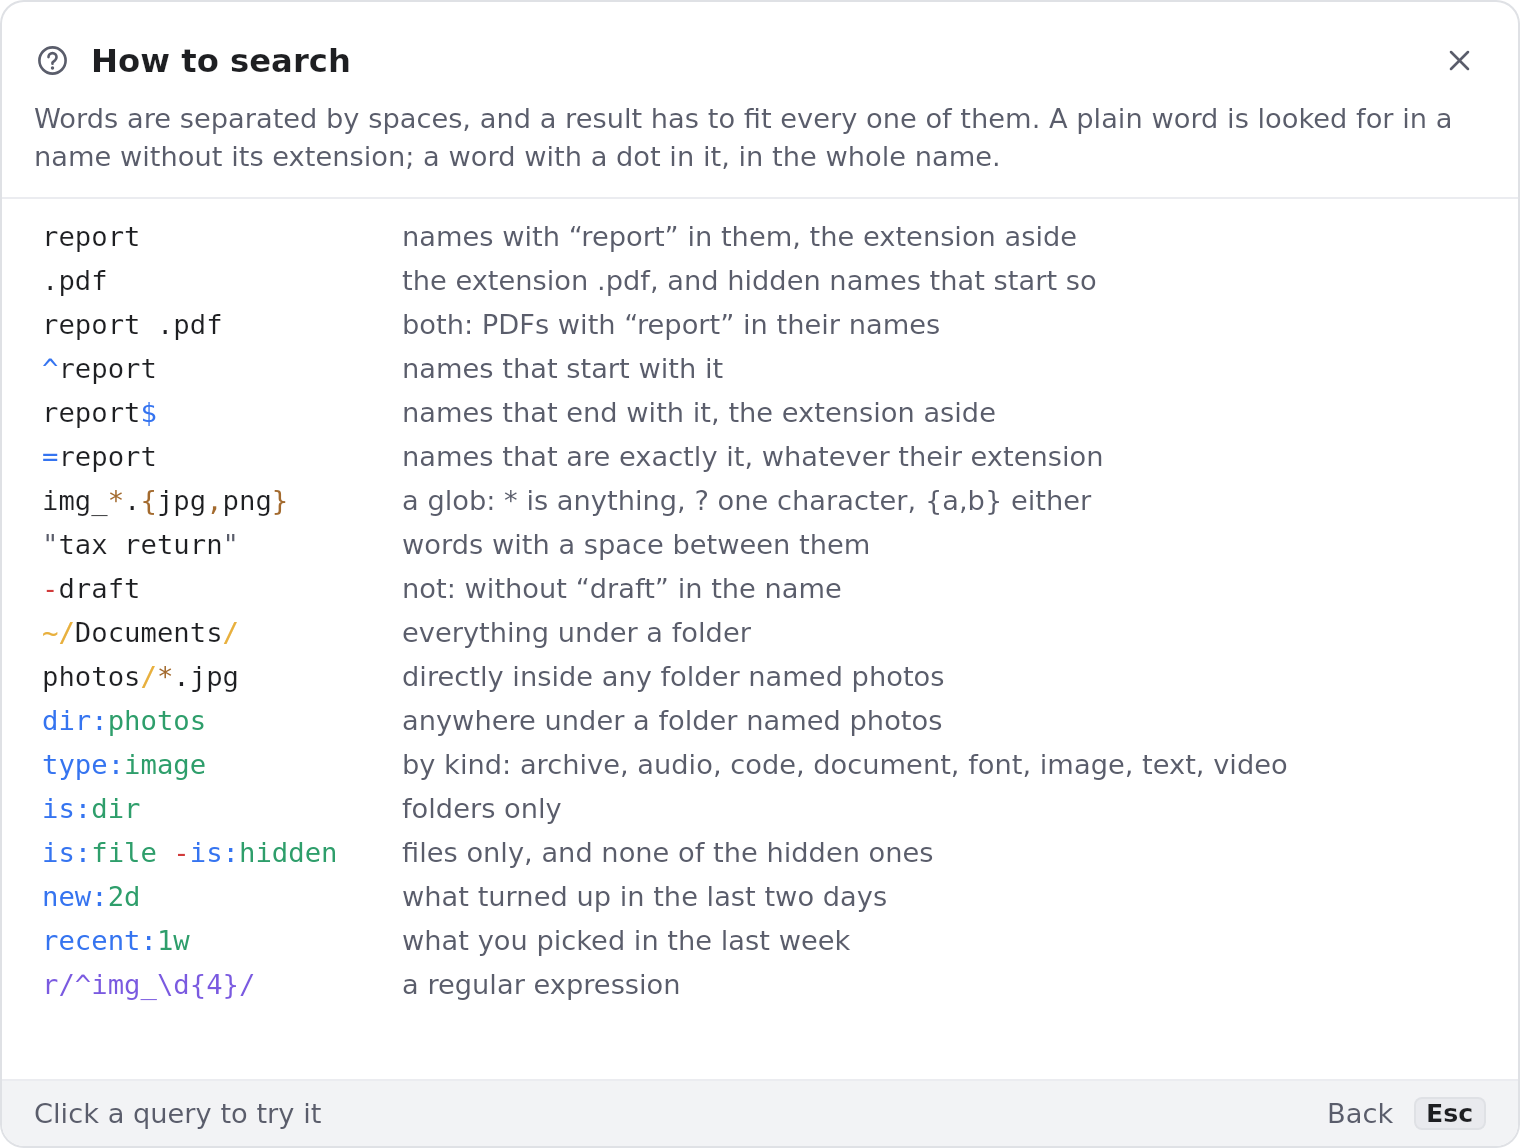 How to search
Words are separated by spaces, and a result has to fit every one of them. A plain word is looked for in a
name without its extension; a word with a dot in it, in the whole name.
report names with “report” in them, the extension aside
.pdf the extension .pdf, and hidden names that start so
report .pdf both: PDFs with “report” in their names
^report names that start with it
report$ names that end with it, the extension aside
=report names that are exactly it, whatever their extension
img_*.{jpg,png} a glob: * is anything, ? one character, {a,b} either
"tax return" words with a space between them
-draft not: without “draft” in the name
~/Documents/ everything under a folder
photos/*.jpg directly inside any folder named photos
dir:photos anywhere under a folder named photos
type:image by kind: archive, audio, code, document, font, image, text, video
is:dir folders only
is:file -is:hidden files only, and none of the hidden ones
new:2d what turned up in the last two days
recent:1w what you picked in the last week
r/^img_\d{4}/ a regular expression
Click a query to try it Back Esc